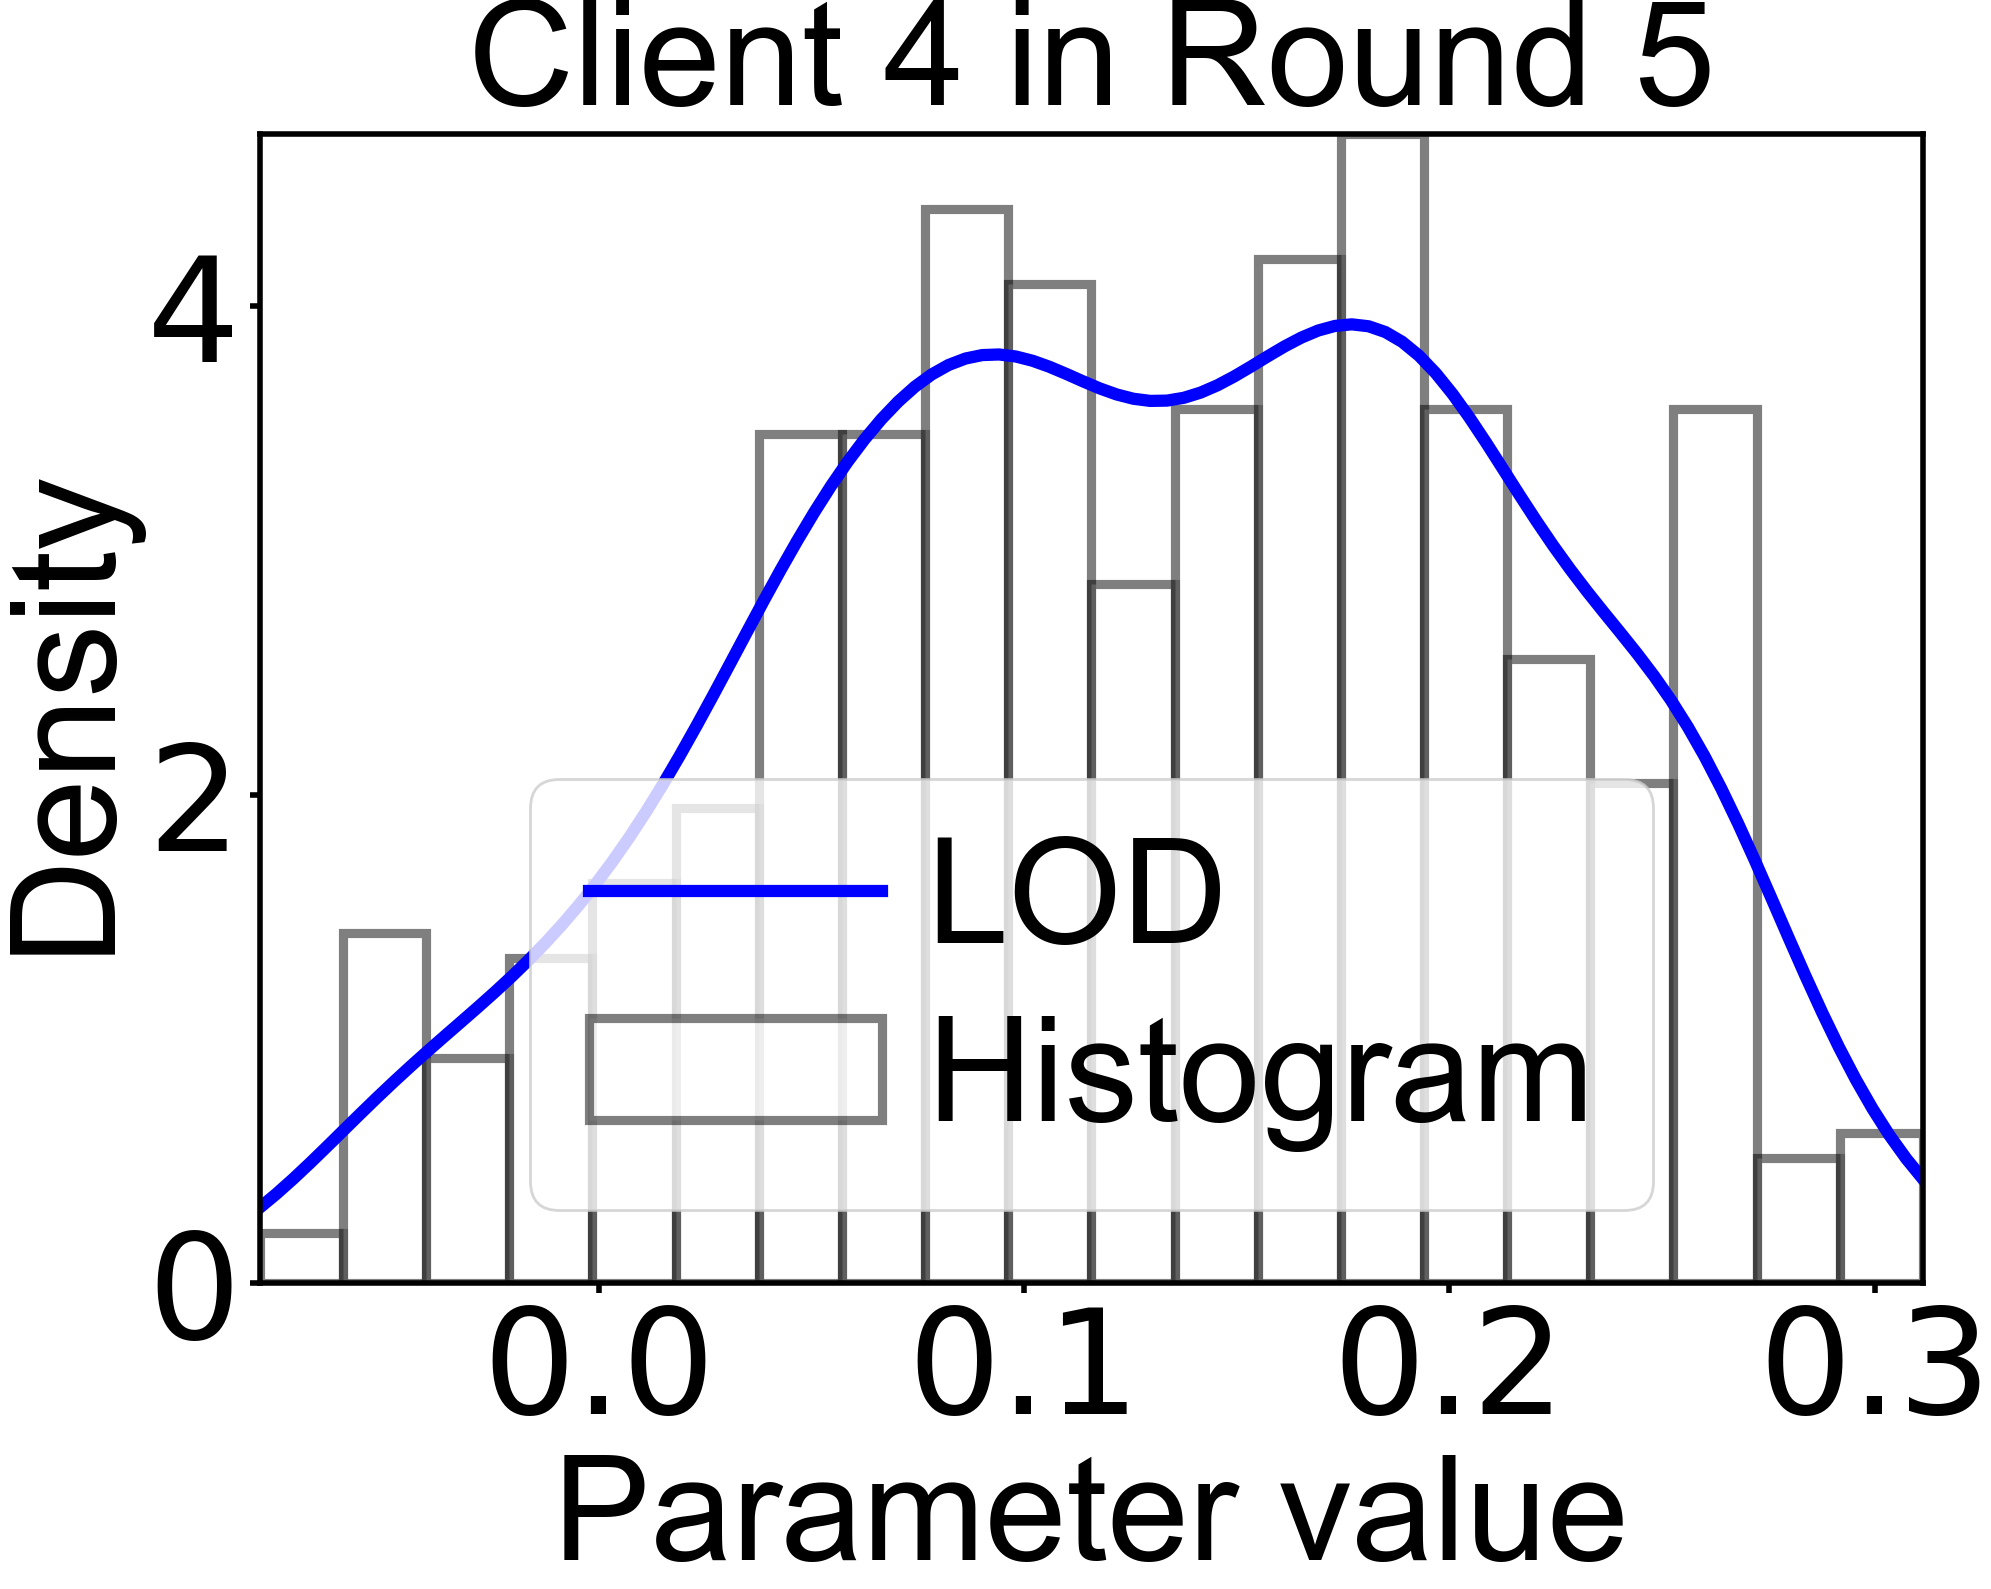 Client 4 in Round 5
Density
4
2
0
LOD
Histogram
0.0 0.1 0.2 0.3
Parameter value